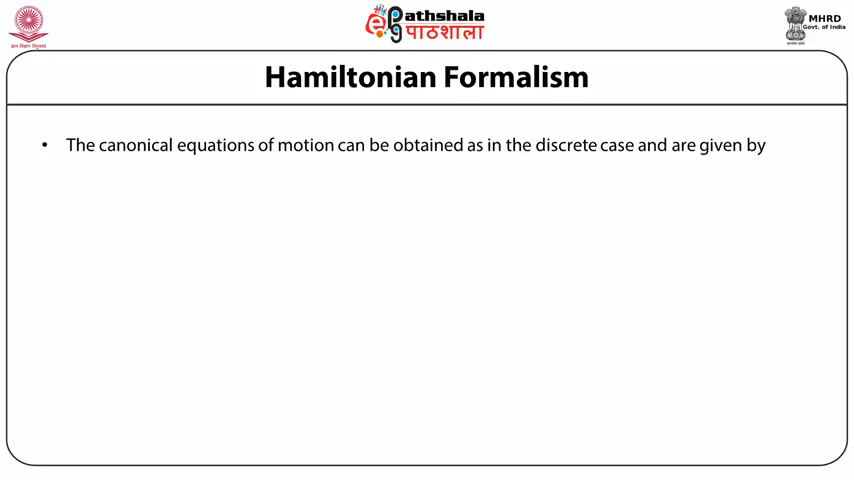 ePathshala
पाठशाला
MHRD
Govt. of India
Hamiltonian Formalism
• The canonical equations of motion can be obtained as in the discrete case and are given by